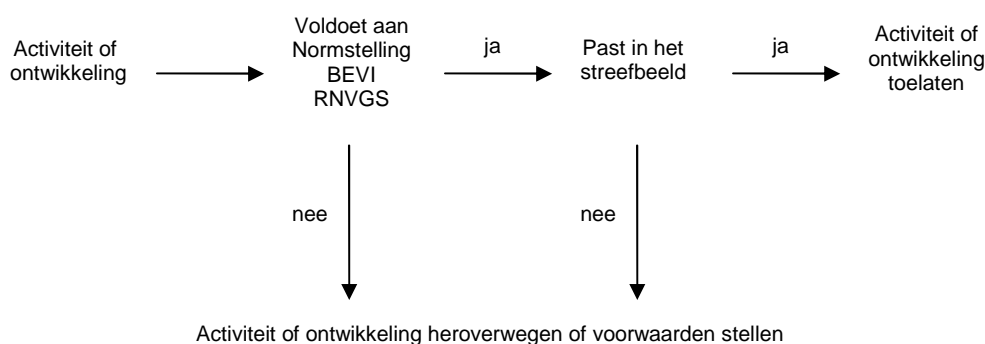 Activiteit of
ontwikkeling
Voldoet aan
Normstelling
BEVI
RNVGS
ja
Past in het
streefbeeld
ja
Activiteit of
ontwikkeling
toelaten
nee
nee
Activiteit of ontwikkeling heroverwegen of voorwaarden stellen